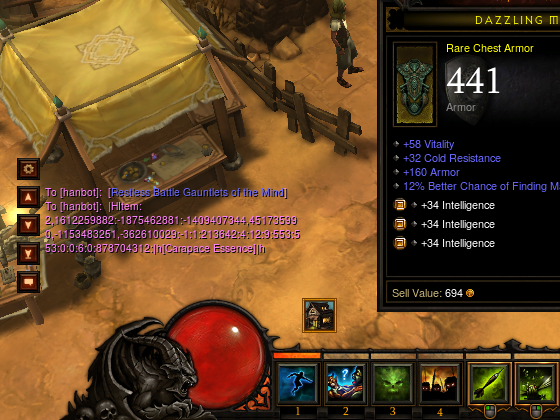 DAZZLING M
Rare Chest Armor
441
Armor
+58 Vitality
+32 Cold Resistance
+160 Armor
12% Better Chance of Finding Ma
+34 Intelligence
+34 Intelligence
+34 Intelligence
Sell Value: 694
To [hanbot]: [Restless Battle Gauntlets of the Mind]
To [hanbot]: |HItem:
2,1612259882:-1875462881:-1409407344,45173599
0,-1153483251,-362610029:-1:1:213642:4:12:9:553:5
53:0:0:6:0:878704312:|h[Carapace Essence]|h
1 2 3 4